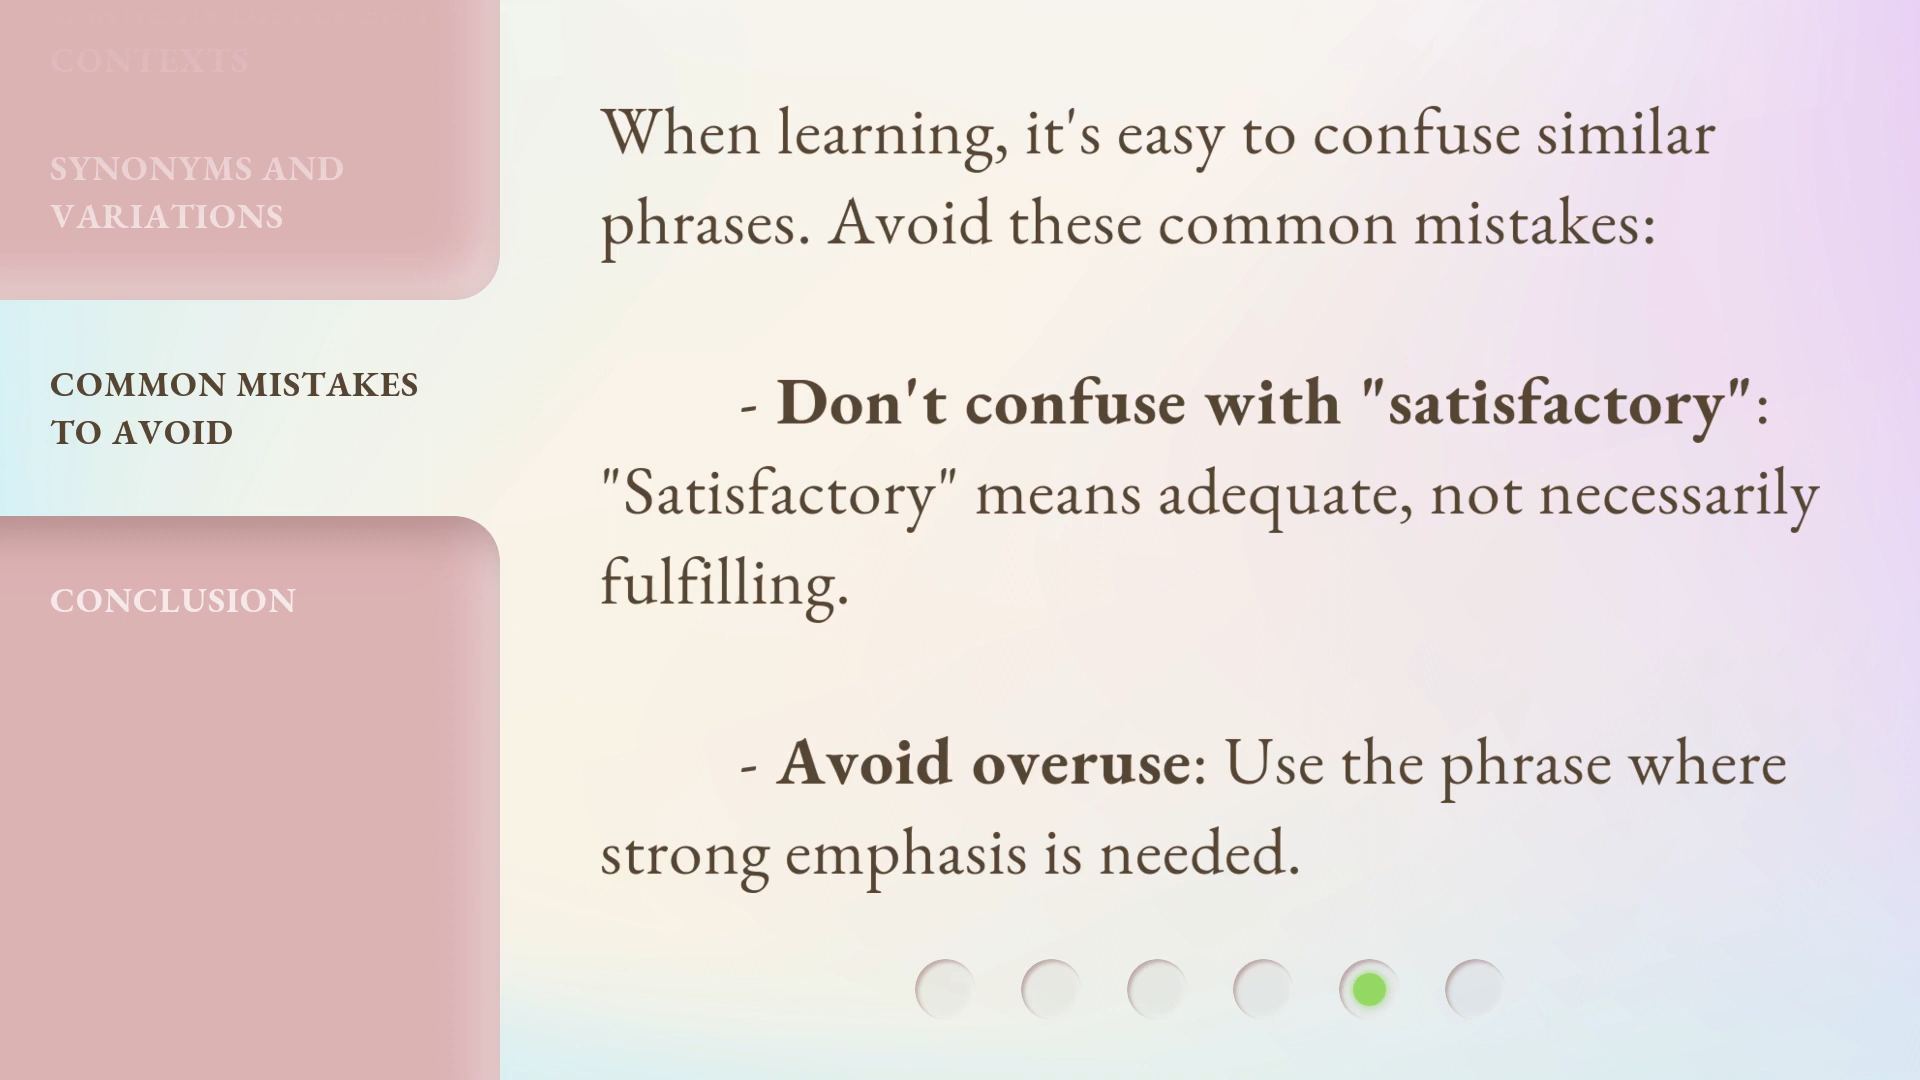 CONTEXTS
SYNONYMS AND
VARIATIONS
COMMON MISTAKES
TO AVOID
CONCLUSION
When learning, it's easy to confuse similar
phrases. Avoid these common mistakes:
- Don't confuse with "satisfactory":
"Satisfactory" means adequate, not necessarily
fulfilling.
- Avoid overuse: Use the phrase where
strong emphasis is needed.